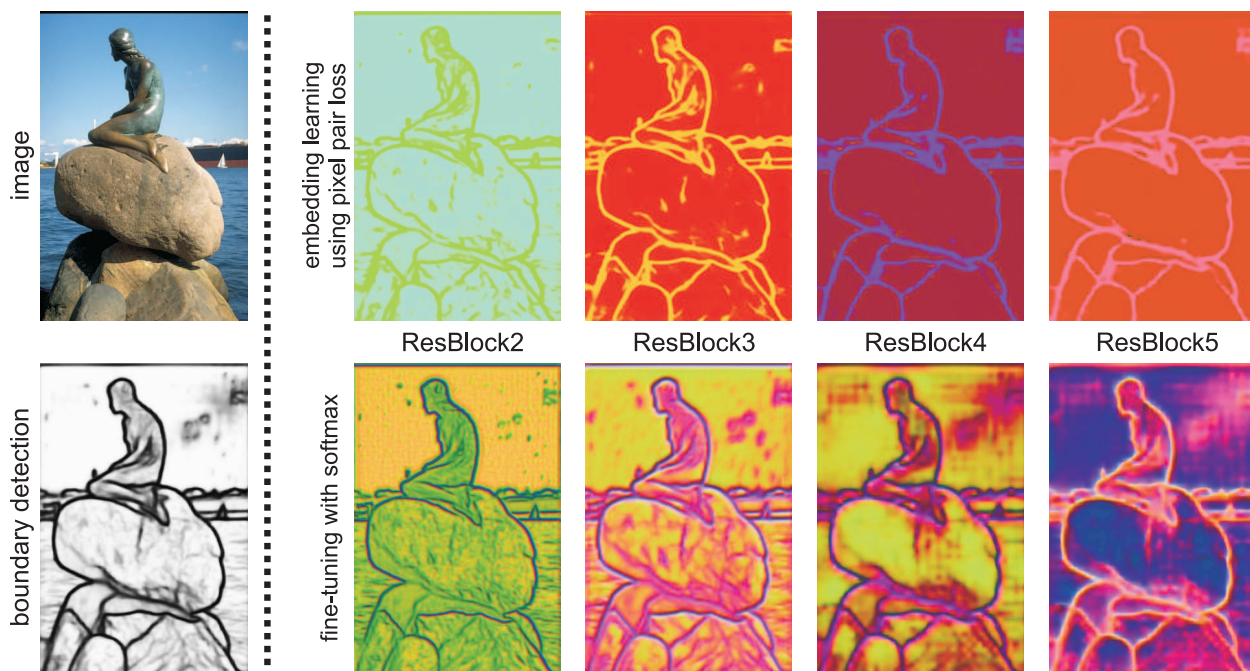 image
embedding learning
using pixel pair loss
ResBlock2
ResBlock3
ResBlock4
ResBlock5
boundary detection
fine-tuning with softmax